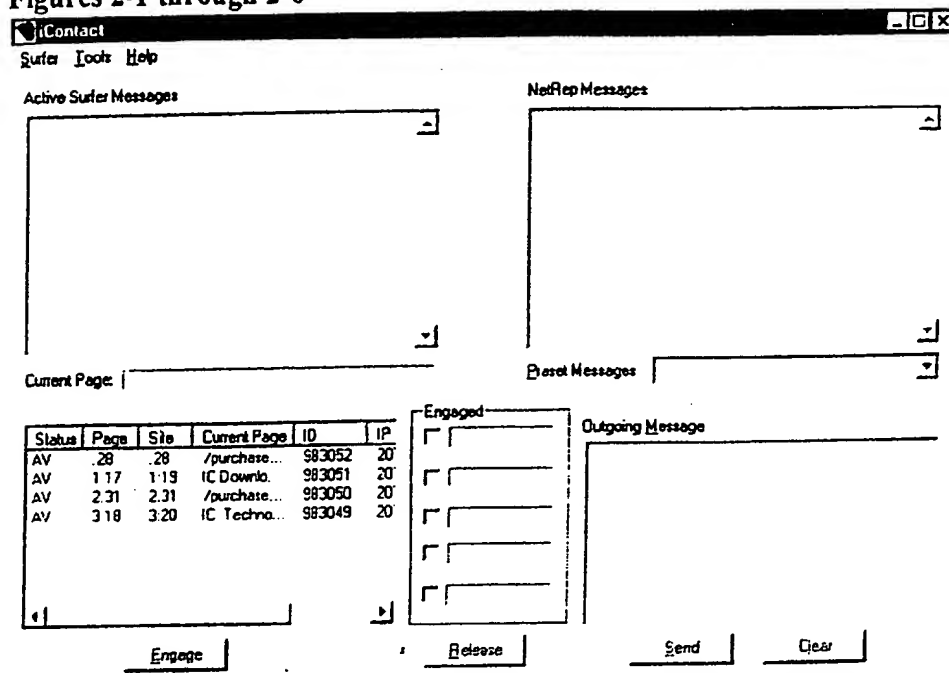 Figures 2-1 through 2-6
iContact
Surfer Tools Help
Active Surfer Messages
NetRep Messages
Current Page:
Preset Messages
Status Page Site Current Page ID IP
AV .28 .28 /purchase... 983052 20
AV 1:17 1:19 IC Downlo. 983051 20
AV 2.31 2.31 /purchase... 983050 20
AV 3:18 3:20 IC Techno... 983049 20
Engaged
Outgoing Message
Engage
Release
Send
Clear